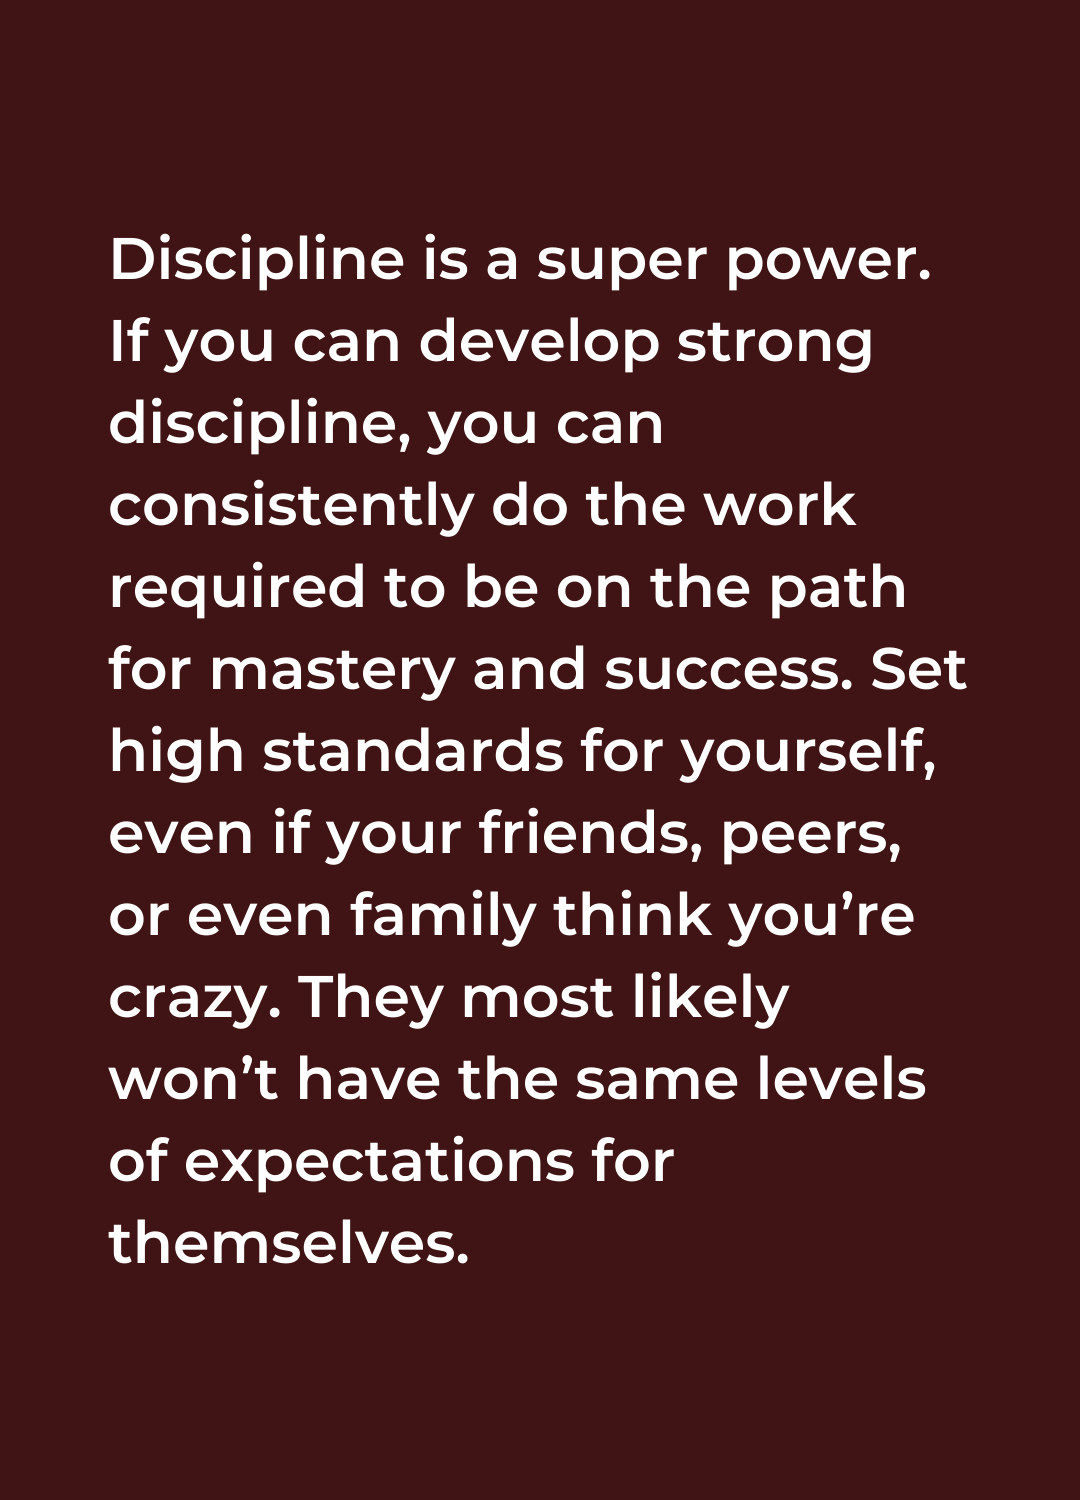 Discipline is a super power.
If you can develop strong
discipline, you can
consistently do the work
required to be on the path
for mastery and success. Set
high standards for yourself,
even if your friends, peers,
or even family think you’re
crazy. They most likely
won’t have the same levels
of expectations for
themselves.